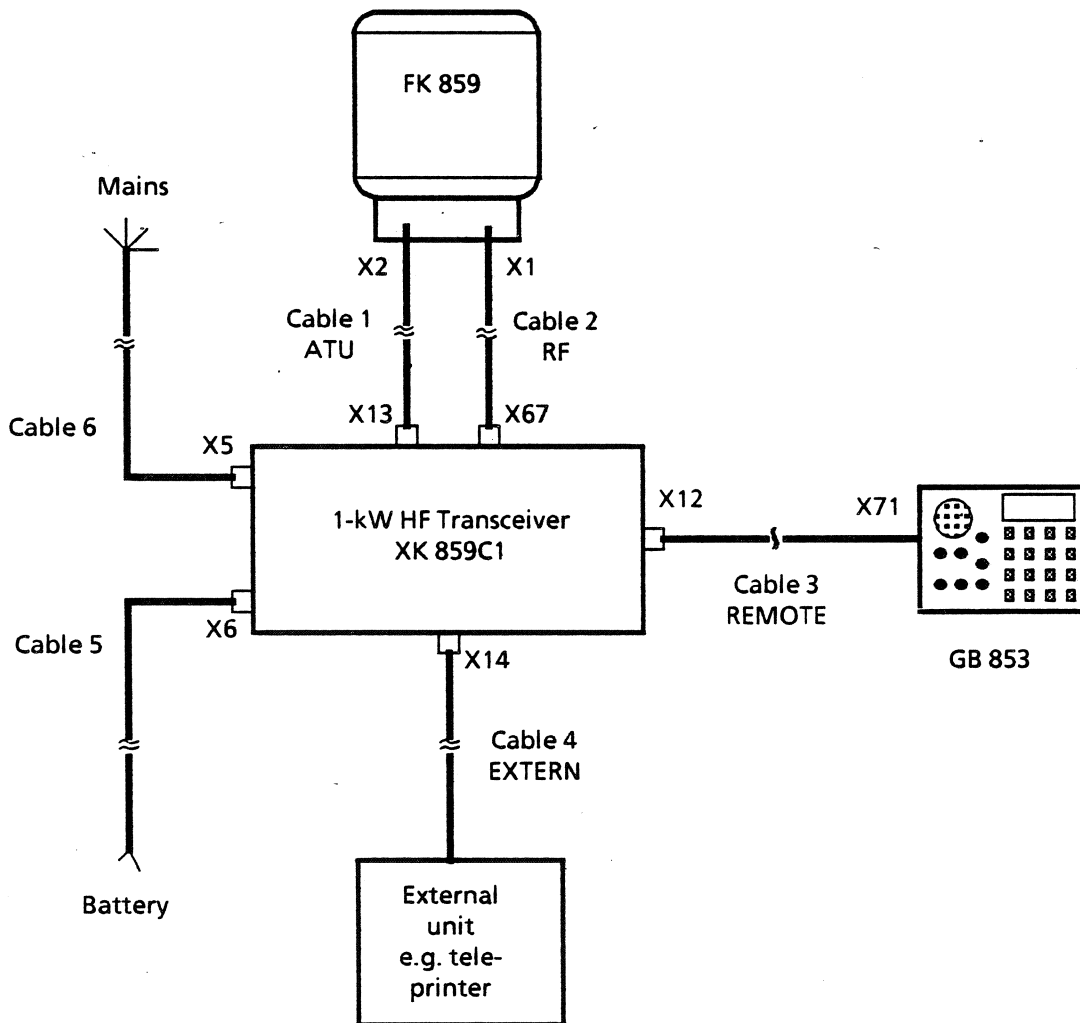 FK 859
Mains
X2
X1
Cable 1
ATU
Cable 2
RF
X13
X67
Cable 6
X5
X12
X71
1-kW HF Transceiver
XK 859C1
Cable 3
REMOTE
X6
Cable 5
X14
GB 853
Cable 4
EXTERN
Battery
External
unit
e.g. tele-
printer